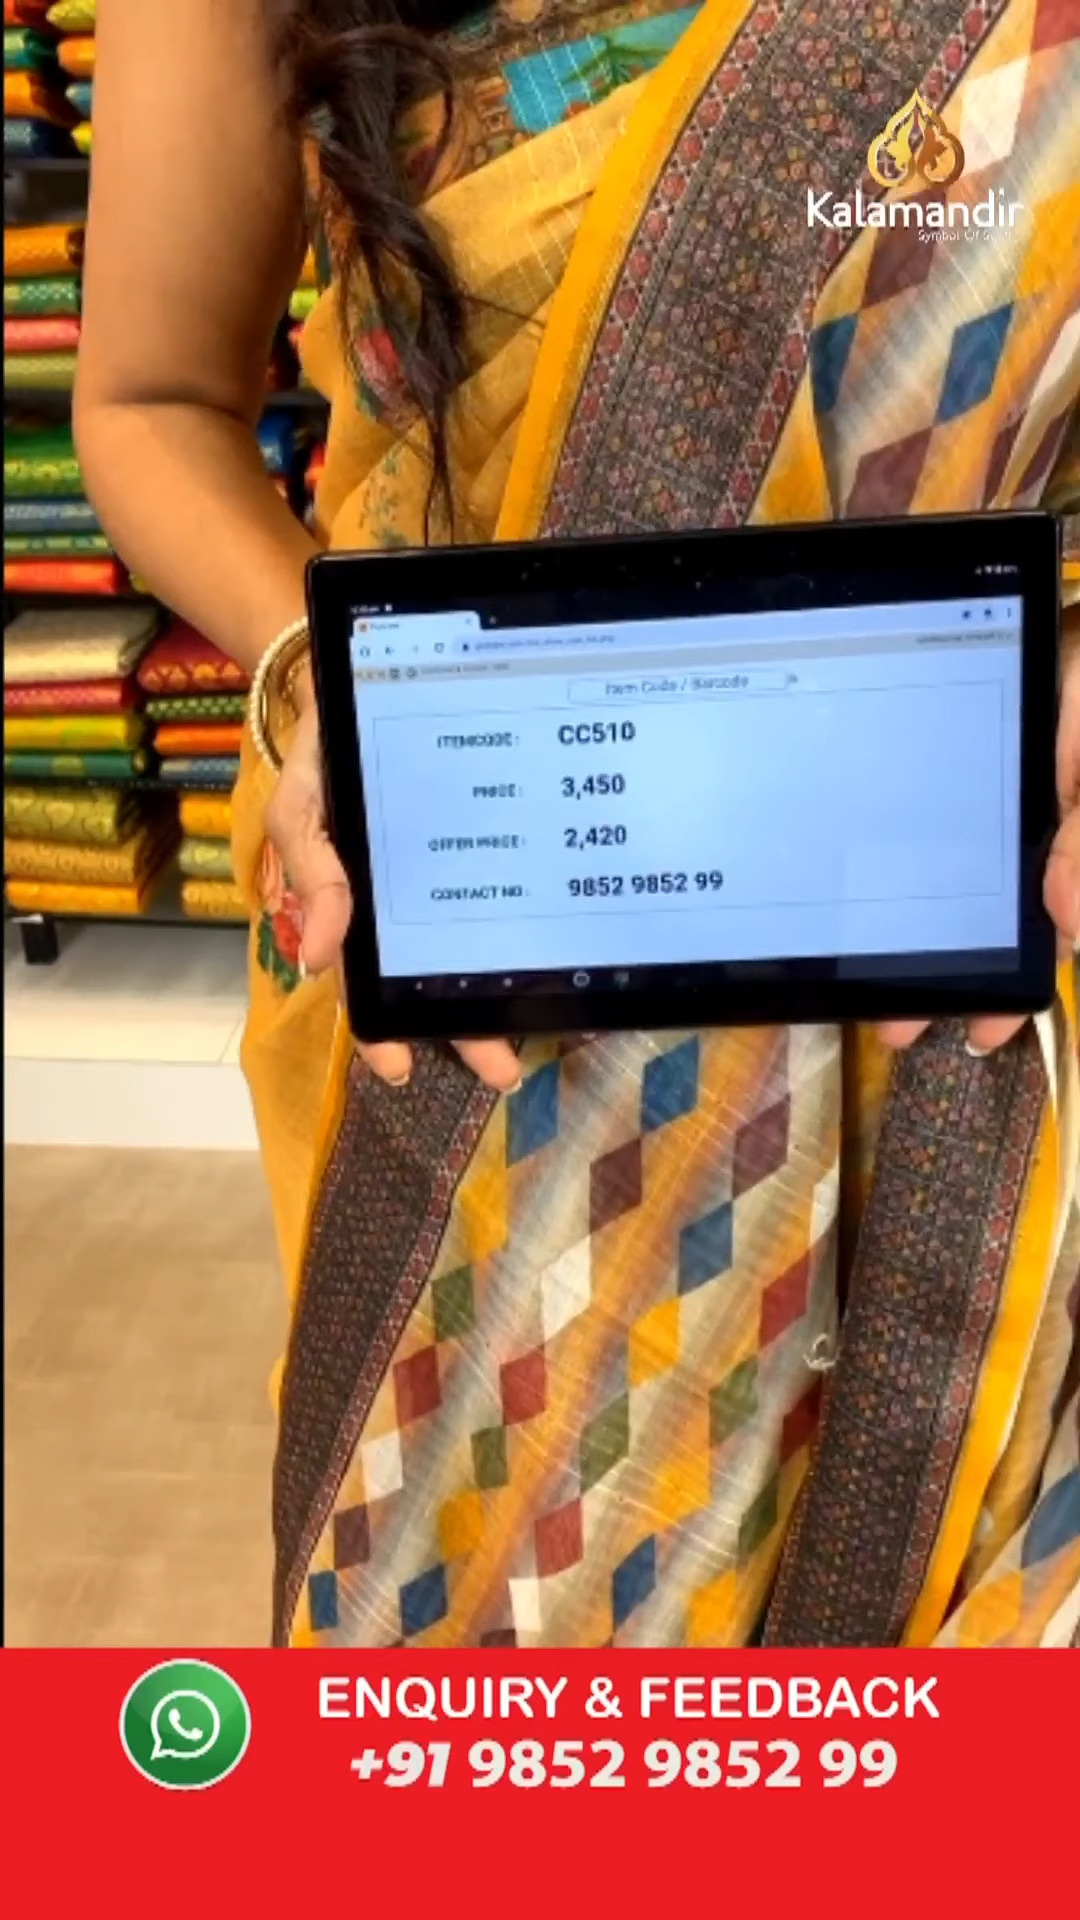 Kalamandir
Item Code / Barcode
ITEMCODE : CC510
PRICE : 3,450
OFFER PRICE : 2,420
CONTACT NO : 9852 9852 99
ENQUIRY & FEEDBACK
+91 9852 9852 99